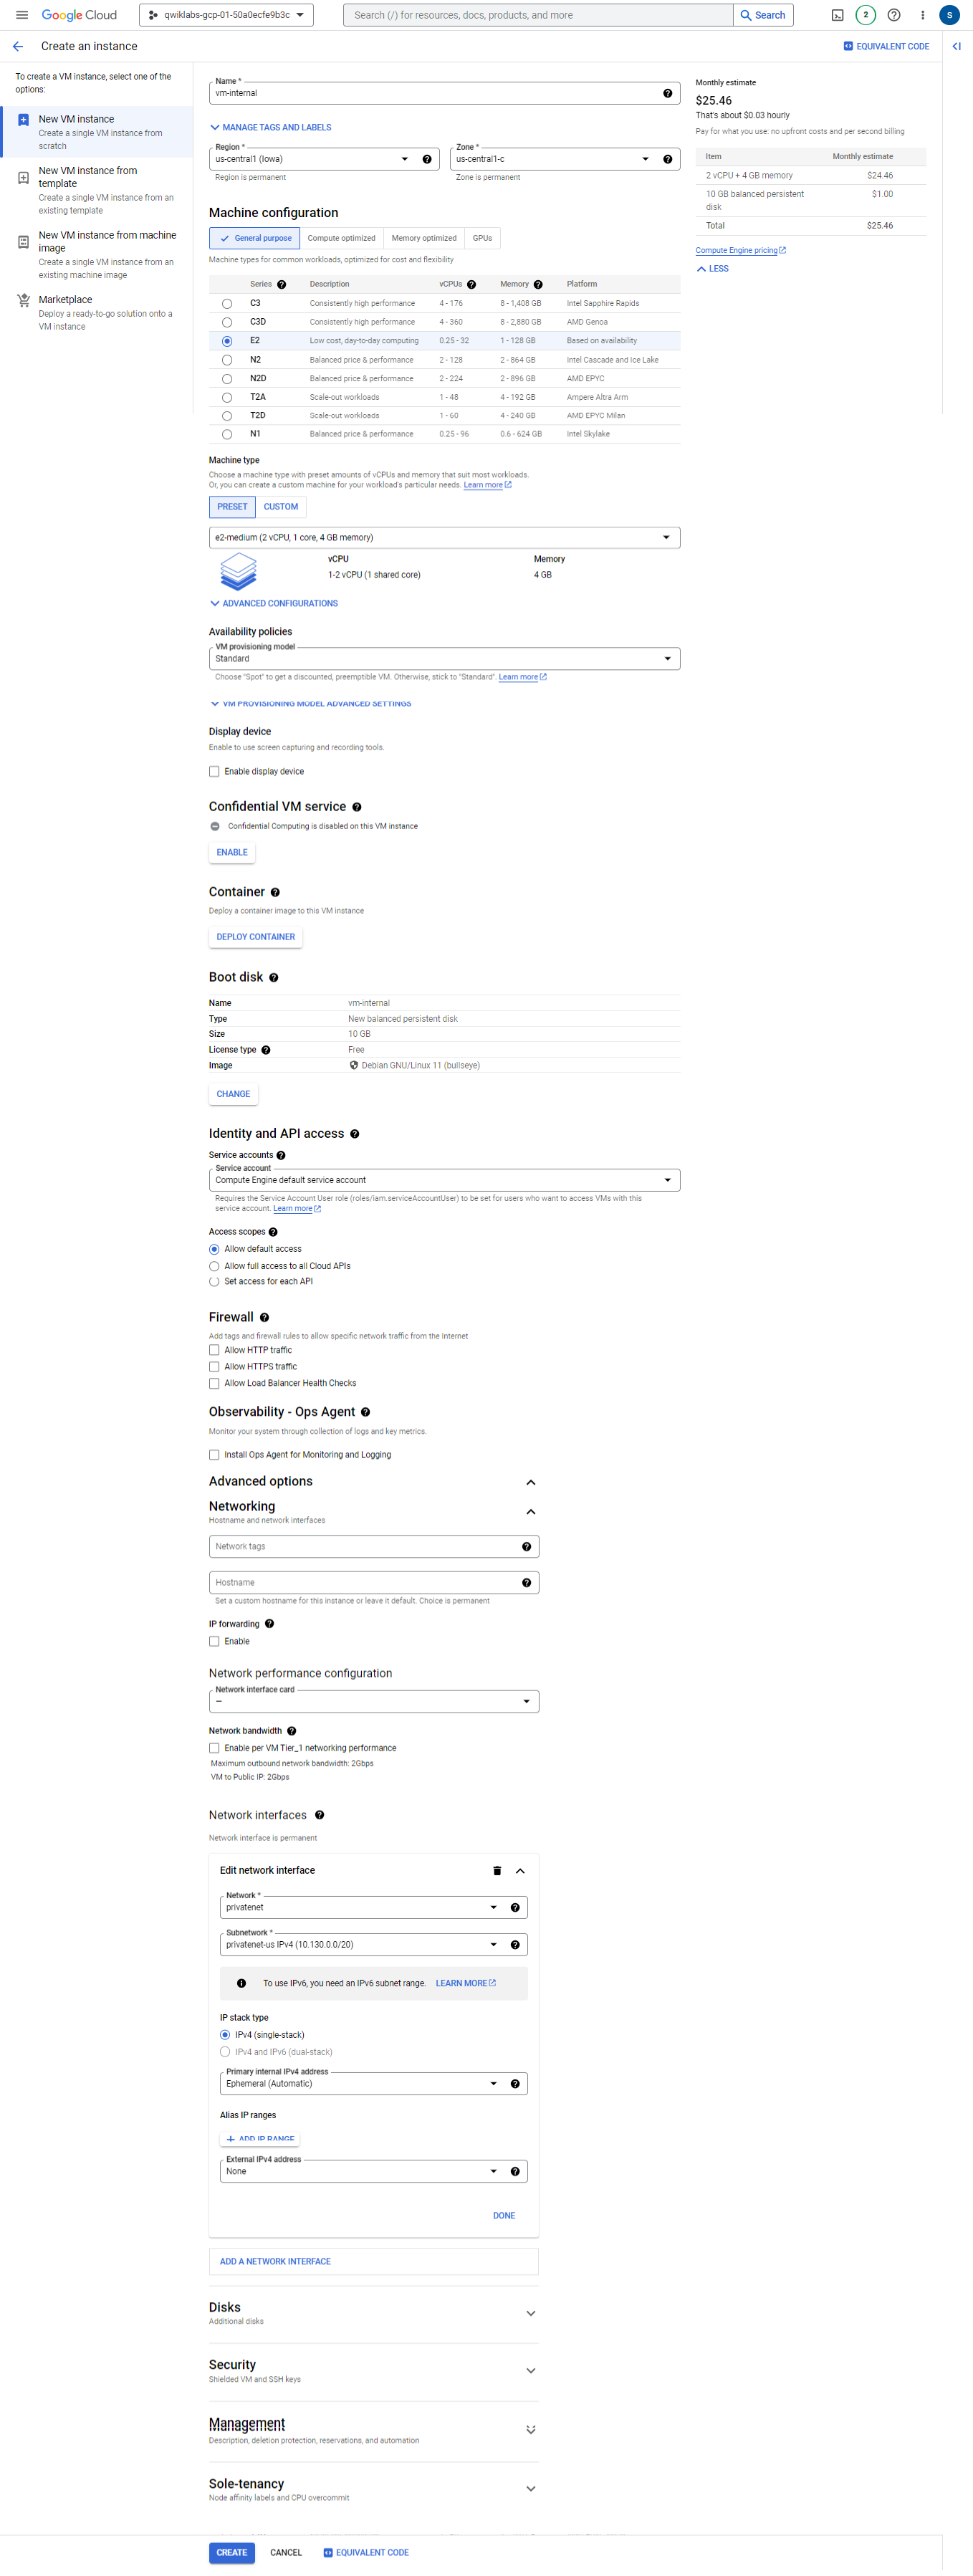 Google Cloud
qwiklabs-gcp-01-50a0ecfe9b3c
Search (/) for resources, docs, products, and more
Search
2
S
Create an instance
EQUIVALENT CODE
To create a VM instance, select one of the
options:
New VM instance
Create a single VM instance from
scratch
New VM instance from
template
Create a single VM instance from an
existing template
New VM instance from machine
image
Create a single VM instance from an
existing machine image
Marketplace
Deploy a ready-to-go solution onto a
VM instance
Name *
vm-internal
MANAGE TAGS AND LABELS
Region *
us-central1 (Iowa)
Region is permanent
Zone *
us-central1-c
Zone is permanent
Machine configuration
General purpose
Compute optimized
Memory optimized
GPUs
Machine types for common workloads, optimized for cost and flexibility
Series Description vCPUs Memory Platform
C3 Consistently high performance 4 - 176 8 - 1,408 GB Intel Sapphire Rapids
C3D Consistently high performance 4 - 360 8 - 2,880 GB AMD Genoa
E2 Low cost, day-to-day computing 0.25 - 32 1 - 128 GB Based on availability
N2 Balanced price & performance 2 - 128 2 - 864 GB Intel Cascade and Ice Lake
N2D Balanced price & performance 2 - 224 2 - 896 GB AMD EPYC
T2A Scale-out workloads 1 - 48 4 - 192 GB Ampere Altra Arm
T2D Scale-out workloads 1 - 60 4 - 240 GB AMD EPYC Milan
N1 Balanced price & performance 0.25 - 96 0.6 - 624 GB Intel Skylake
Machine type
Choose a machine type with preset amounts of vCPUs and memory that suit most workloads.
Or, you can create a custom machine for your workload's particular needs. Learn more
PRESET
CUSTOM
e2-medium (2 vCPU, 1 core, 4 GB memory)
vCPU
1-2 vCPU (1 shared core)
Memory
4 GB
ADVANCED CONFIGURATIONS
Availability policies
VM provisioning model
Standard
Choose "Spot" to get a discounted, preemptible VM. Otherwise, stick to "Standard". Learn more
VM PROVISIONING MODEL ADVANCED SETTINGS
Display device
Enable to use screen capturing and recording tools.
Enable display device
Confidential VM service
Confidential Computing is disabled on this VM instance
ENABLE
Container
Deploy a container image to this VM instance
DEPLOY CONTAINER
Boot disk
Name vm-internal
Type New balanced persistent disk
Size 10 GB
License type Free
Image Debian GNU/Linux 11 (bullseye)
CHANGE
Identity and API access
Service accounts
Service account
Compute Engine default service account
Requires the Service Account User role (roles/iam.serviceAccountUser) to be set for users who want to access VMs with this
service account. Learn more
Access scopes
Allow default access
Allow full access to all Cloud APIs
Set access for each API
Firewall
Add tags and firewall rules to allow specific network traffic from the Internet
Allow HTTP traffic
Allow HTTPS traffic
Allow Load Balancer Health Checks
Observability - Ops Agent
Monitor your system through collection of logs and key metrics.
Install Ops Agent for Monitoring and Logging
Advanced options
Networking
Hostname and network interfaces
Network tags
Hostname
Set a custom hostname for this instance or leave it default. Choice is permanent
IP forwarding
Enable
Network performance configuration
Network interface card
–
Network bandwidth
Enable per VM Tier_1 networking performance
Maximum outbound network bandwidth: 2Gbps
VM to Public IP: 2Gbps
Network interfaces
Network interface is permanent
Edit network interface
Network *
privatenet
Subnetwork *
privatenet-us IPv4 (10.130.0.0/20)
To use IPv6, you need an IPv6 subnet range. LEARN MORE
IP stack type
IPv4 (single-stack)
IPv4 and IPv6 (dual-stack)
Primary internal IPv4 address
Ephemeral (Automatic)
Alias IP ranges
ADD IP RANGE
External IPv4 address
None
DONE
ADD A NETWORK INTERFACE
Disks
Additional disks
Security
Shielded VM and SSH keys
Management
Description, deletion protection, reservations, and automation
Sole-tenancy
Node affinity labels and CPU overcommit
CREATE
CANCEL
EQUIVALENT CODE
Monthly estimate
$25.46
That's about $0.03 hourly
Pay for what you use: no upfront costs and per second billing
Item Monthly estimate
2 vCPU + 4 GB memory $24.46
10 GB balanced persistent
disk $1.00
Total $25.46
Compute Engine pricing
LESS